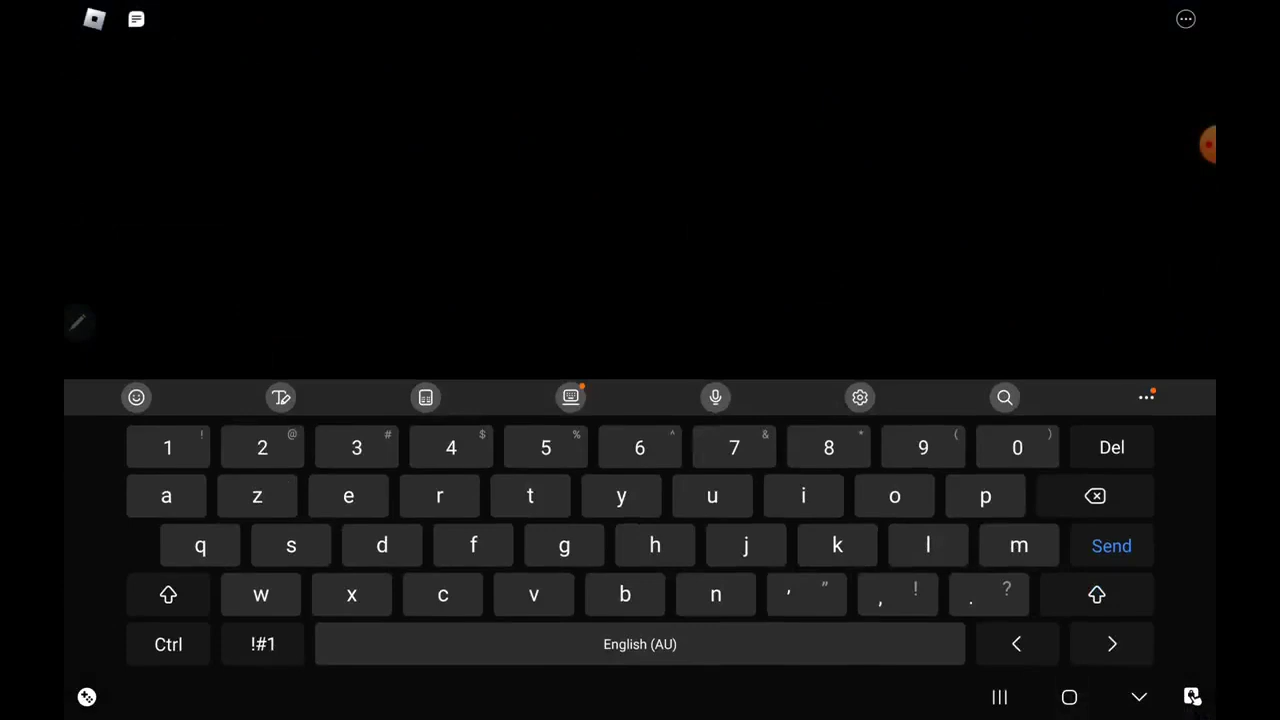 1 ! 2 @ 3 # 4 $ 5 % 6 ^ 7 & 8 * 9 ( 0 ) Del
a z e r t y u i o p
q s d f g h j k l m Send
w x c v b n ' " , ! . ?
Ctrl !#1 English (AU) < >